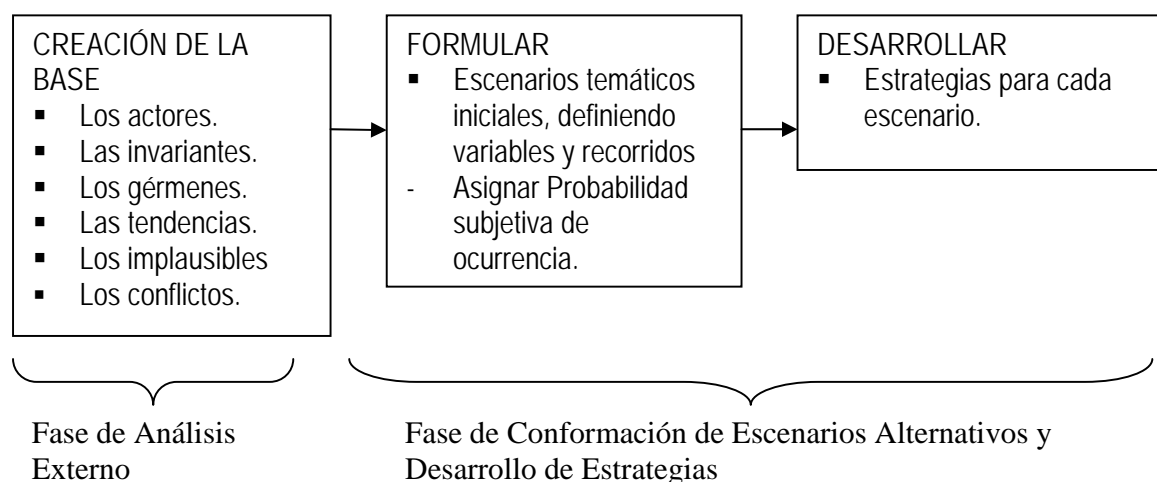 CREACIÓN DE LA
BASE
▪ Los actores.
▪ Las invariantes.
▪ Los gérmenes.
▪ Las tendencias.
▪ Los implausibles
▪ Los conflictos.
FORMULAR
▪ Escenarios temáticos
iniciales, definiendo
variables y recorridos
- Asignar Probabilidad
subjetiva de
ocurrencia.
DESARROLLAR
▪ Estrategias para cada
escenario.
Fase de Análisis
Externo
Fase de Conformación de Escenarios Alternativos y
Desarrollo de Estrategias